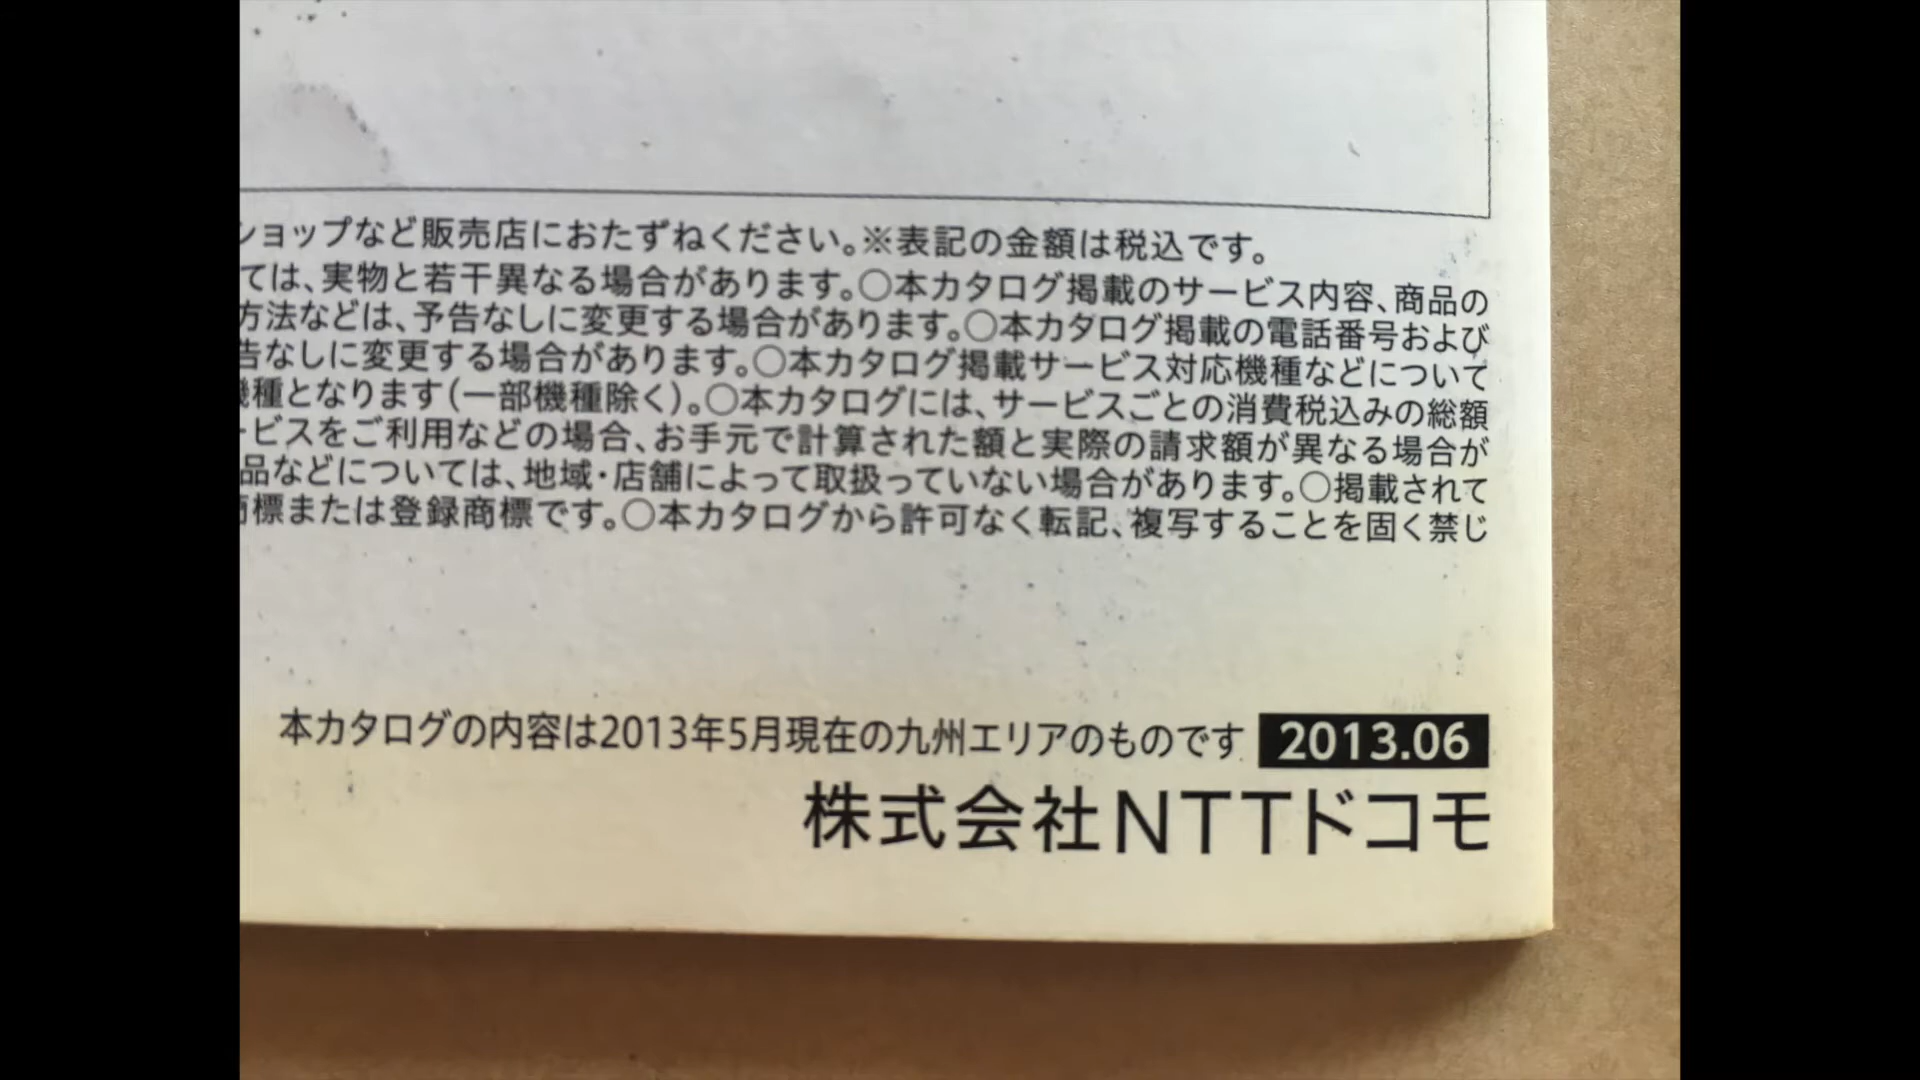 ショップなど販売店におたずねください。※表記の金額は税込です。
ては、実物と若干異なる場合があります。○本カタログ掲載のサービス内容、商品の
方法などは、予告なしに変更する場合があります。○本カタログ掲載の電話番号および
告なしに変更する場合があります。○本カタログ掲載サービス対応機種などについて
機種となります(一部機種除く)。○本カタログには、サービスごとの消費税込みの総額
ービスをご利用などの場合、お手元で計算された額と実際の請求額が異なる場合が
品などについては、地域・店舗によって取扱っていない場合があります。○掲載されて
商標または登録商標です。○本カタログから許可なく転記、複写することを固く禁じ
本カタログの内容は2013年5月現在の九州エリアのものです 2013.06
株式会社NTTドコモ